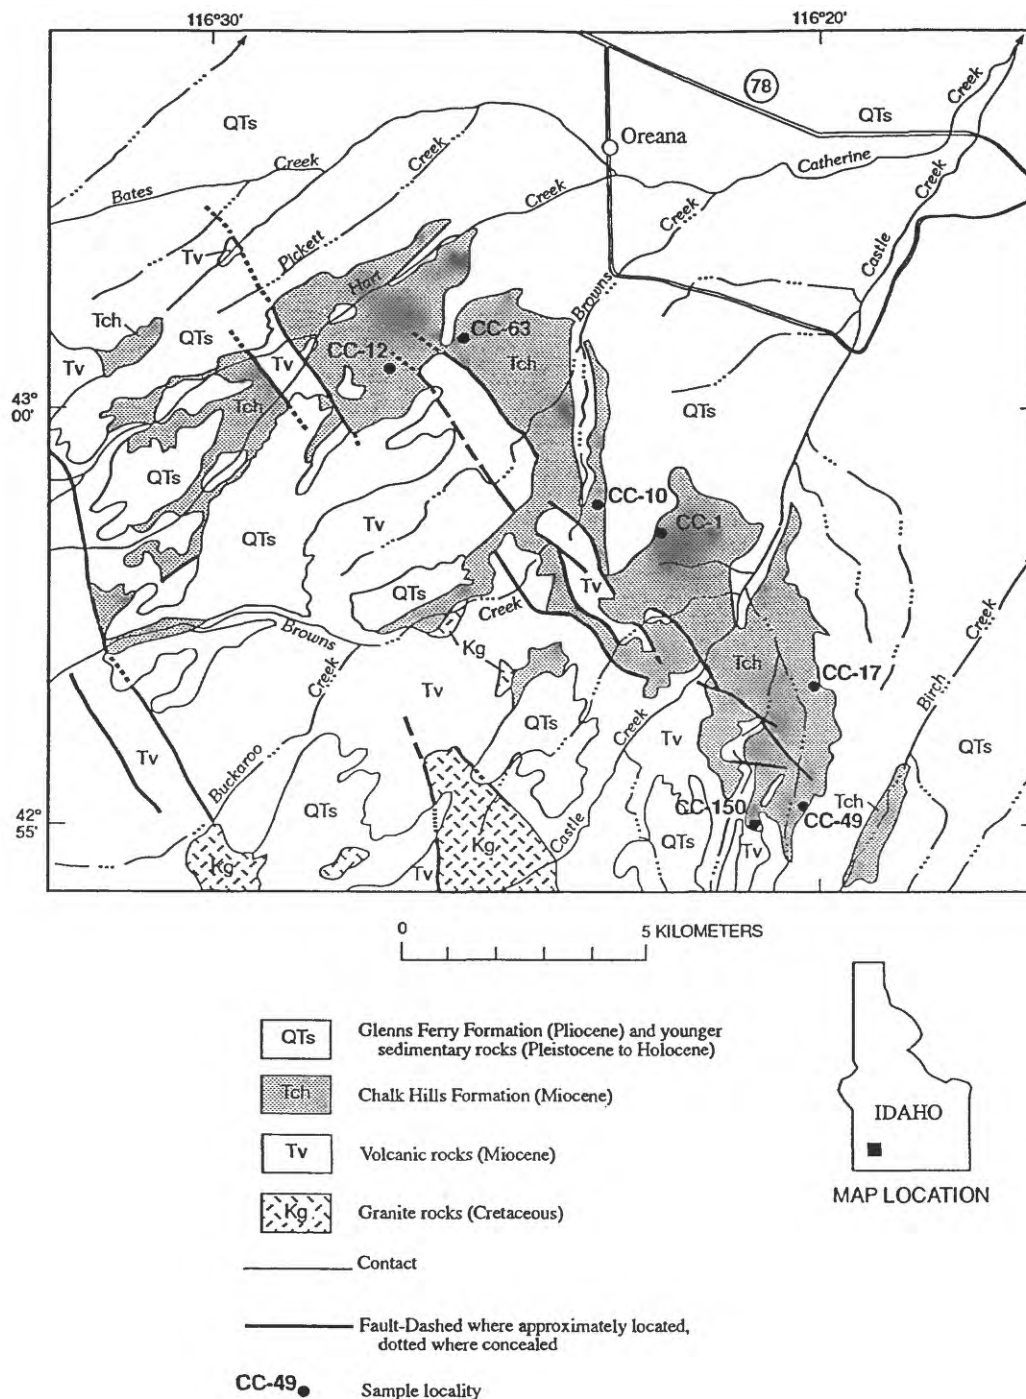 116°30′
116°20′
78
QTs
QTs
Creek
Oreana
Catherine
Creek
Creek
Creek
Creek
Bates
Creek
Tv
Pickett
Castle
Hart
Browns
Tch
QTs
CC-63
Tv
Tv
CC-12
Tch
43°
00′
Tch
QTs
QTs
CC-10
CC-1
QTs
Tv
QTs
Tv
Creek
Creek
Browns
Kg
Tch
CC-17
Creek
Tv
Birch
Creek
QTs
Tv
QTs
Tv
Buckaroo
QTs
CC-150
Tch
42°
55′
CC-49
Castle
Kg
QTs
Tv
Kg
Tv
0
5 KILOMETERS
QTs
Glenns Ferry Formation (Pliocene) and younger
sedimentary rocks (Pleistocene to Holocene)
Tch
Chalk Hills Formation (Miocene)
Tv
Volcanic rocks (Miocene)
Kg
Granite rocks (Cretaceous)
Contact
Fault-Dashed where approximately located,
dotted where concealed
CC-49
Sample locality
IDAHO
MAP LOCATION